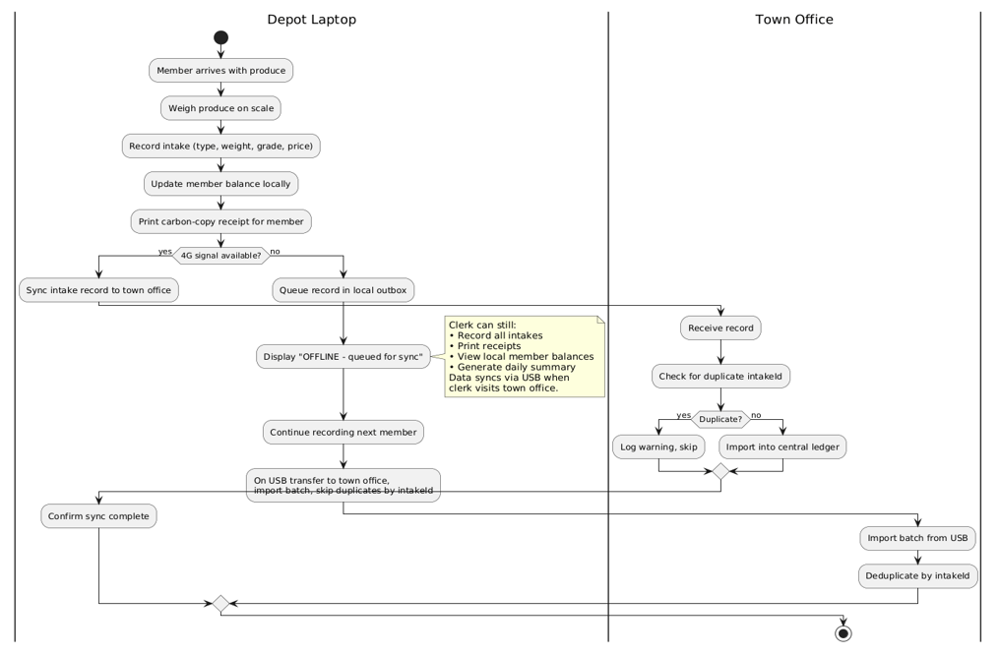 Depot Laptop
Town Office
Member arrives with produce
Weigh produce on scale
Record intake (type, weight, grade, price)
Update member balance locally
Print carbon-copy receipt for member
yes
4G signal available?
no
Sync intake record to town office
Queue record in local outbox
Receive record
Clerk can still:
• Record all intakes
• Print receipts
• View local member balances
• Generate daily summary
Data syncs via USB when
clerk visits town office.
Display "OFFLINE - queued for sync"
Check for duplicate intakeId
yes
Duplicate?
no
Continue recording next member
Log warning, skip
Import into central ledger
On USB transfer to town office,
import batch, skip duplicates by intakeId
Confirm sync complete
Import batch from USB
Deduplicate by intakeId